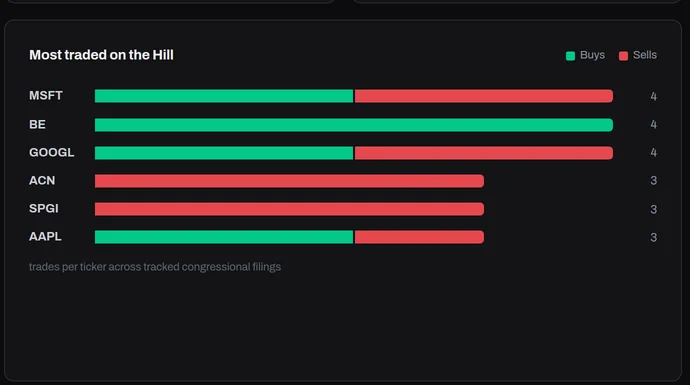 Most traded on the Hill
Buys Sells
MSFT 4
BE 4
GOOGL 4
ACN 3
SPGI 3
AAPL 3
trades per ticker across tracked congressional filings